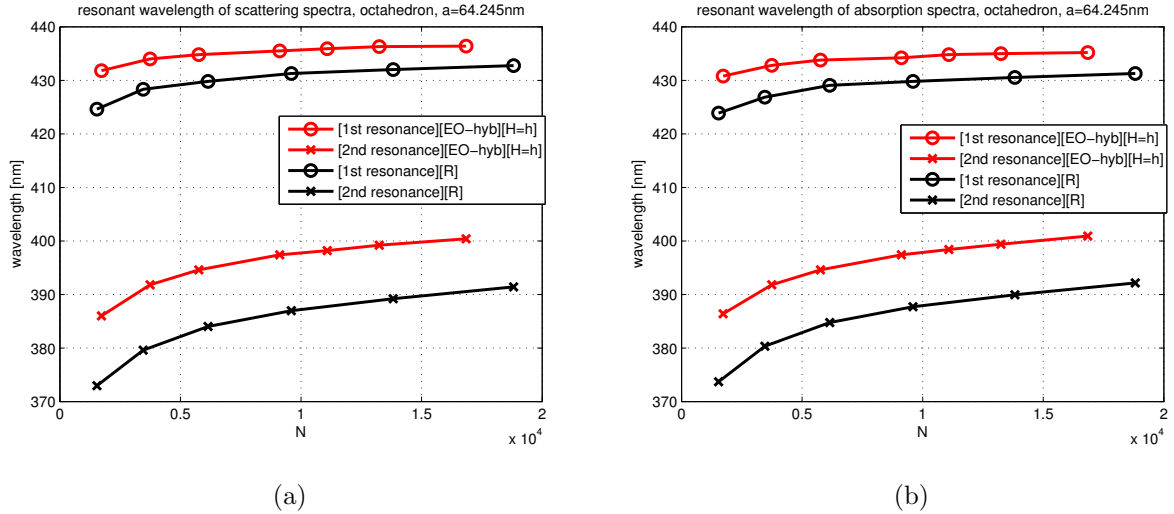 resonant wavelength of scattering spectra, octahedron, a=64.245nm
440
430
420
410
400
390
380
370
wavelength [nm]
[1st resonance][EO−hyb][H=h]
[2nd resonance][EO−hyb][H=h]
[1st resonance][R]
[2nd resonance][R]
0 0.5 1 1.5 2
N
x 10^4
(a)
resonant wavelength of absorption spectra, octahedron, a=64.245nm
440
430
420
410
400
390
380
370
wavelength [nm]
[1st resonance][EO−hyb][H=h]
[2nd resonance][EO−hyb][H=h]
[1st resonance][R]
[2nd resonance][R]
0 0.5 1 1.5 2
N
x 10^4
(b)